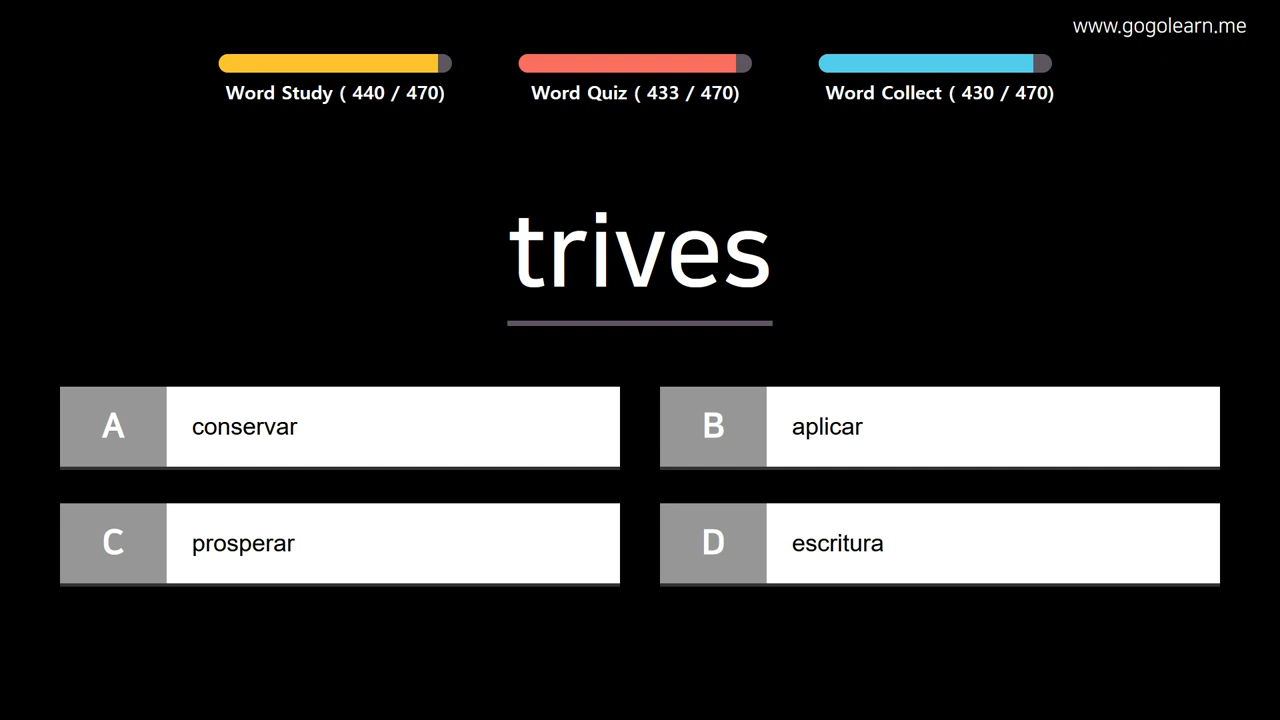 www.gogolearn.me
Word Study ( 440 / 470)
Word Quiz ( 433 / 470)
Word Collect ( 430 / 470)
trives
A conservar
B aplicar
C prosperar
D escritura